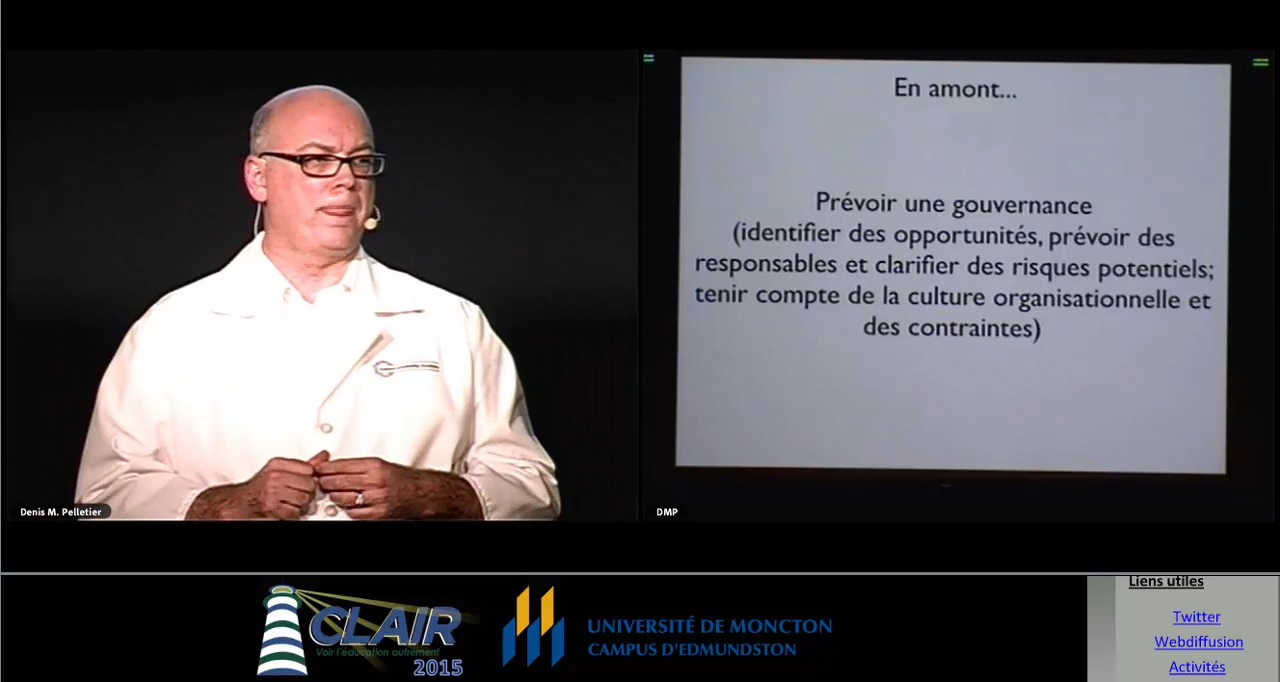 En amont...
Prévoir une gouvernance
(identifier des opportunités, prévoir des
responsables et clarifier des risques potentiels;
tenir compte de la culture organisationnelle et
des contraintes)
Denis M. Pelletier
DMP
CLAIR
Voir l'éducation autrement
2015
UNIVERSITÉ DE MONCTON
CAMPUS D'EDMUNDSTON
Liens utiles
Twitter
Webdiffusion
Activités